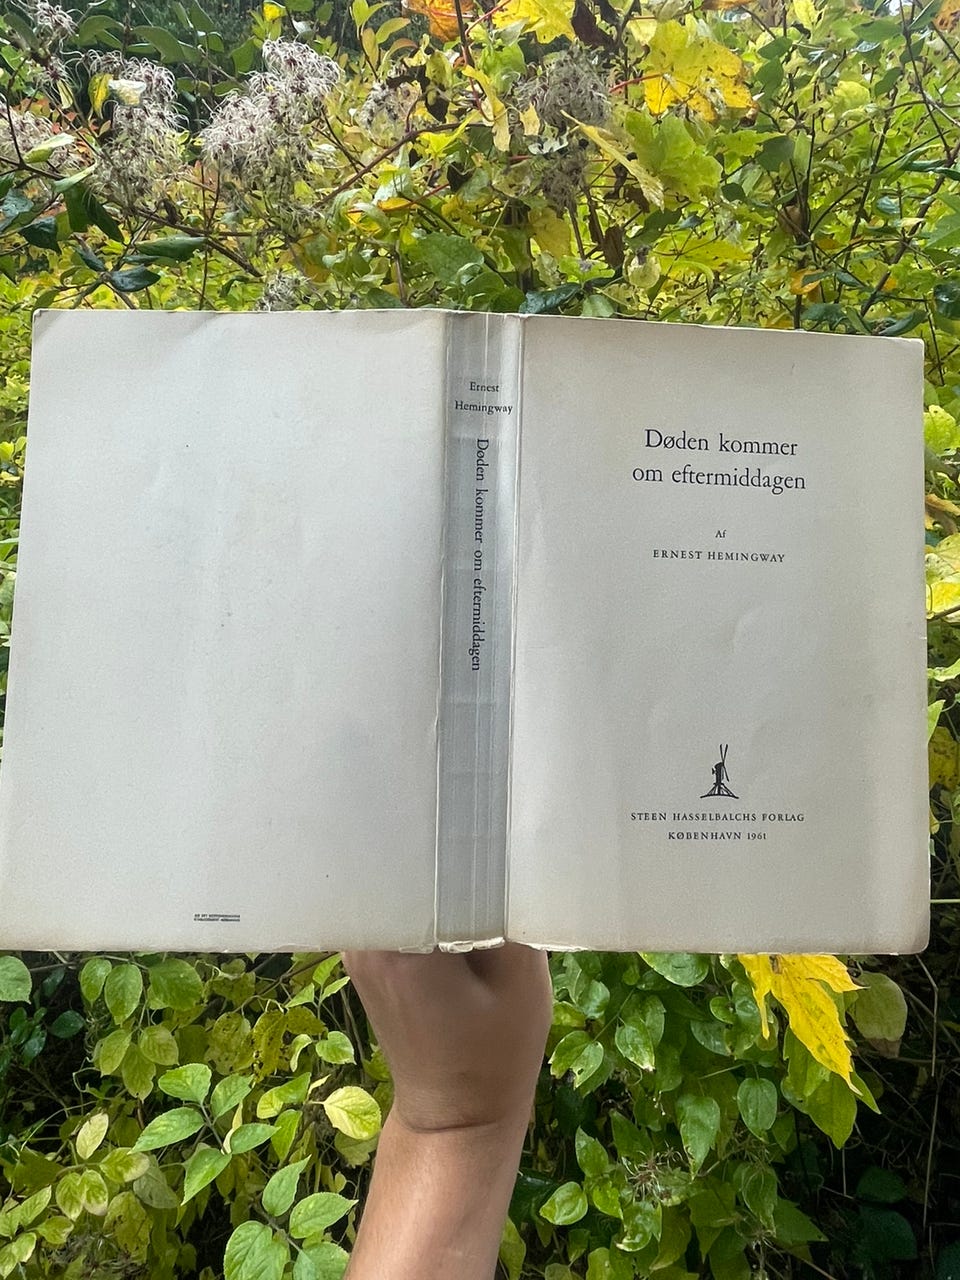 Ernest
Hemingway
Døden kommer om eftermiddagen
Døden kommer
om eftermiddagen
Af
ERNEST HEMINGWAY
STEEN HASSELBALCHS FORLAG
KØBENHAVN 1961